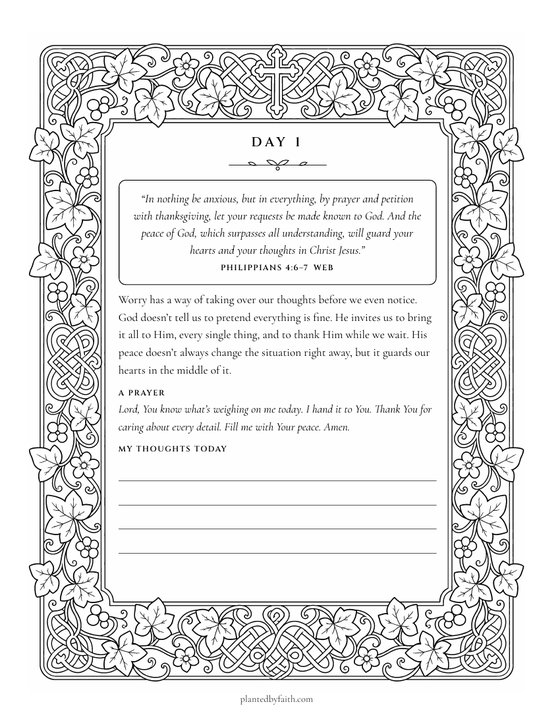 DAY 1
“In nothing be anxious, but in everything, by prayer and petition
with thanksgiving, let your requests be made known to God. And the
peace of God, which surpasses all understanding, will guard your
hearts and your thoughts in Christ Jesus.”
PHILIPPIANS 4:6–7 WEB
Worry has a way of taking over our thoughts before we even notice.
God doesn’t tell us to pretend everything is fine. He invites us to bring
it all to Him, every single thing, and to thank Him while we wait. His
peace doesn’t always change the situation right away, but it guards our
hearts in the middle of it.
A PRAYER
Lord, You know what’s weighing on me today. I hand it to You. Thank You for
caring about every detail. Fill me with Your peace. Amen.
MY THOUGHTS TODAY
plantedbyfaith.com